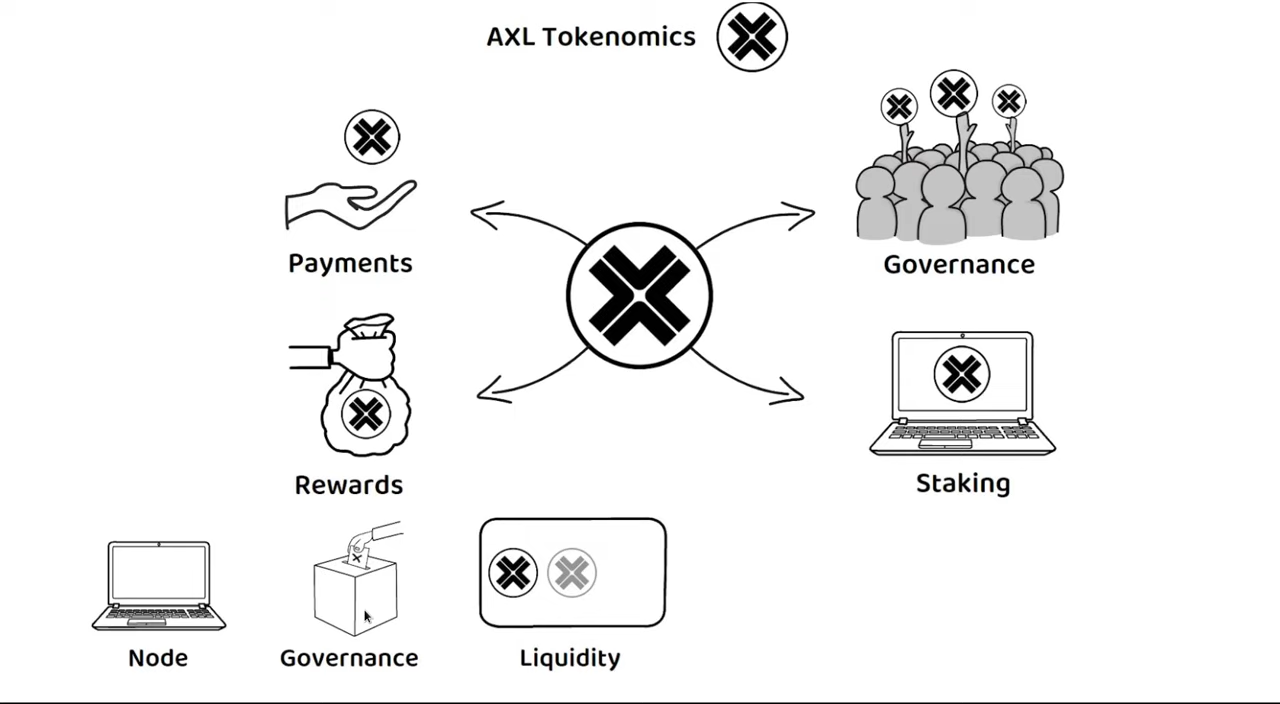 AXL Tokenomics
Payments
Governance
Rewards
Staking
Node
Governance
Liquidity